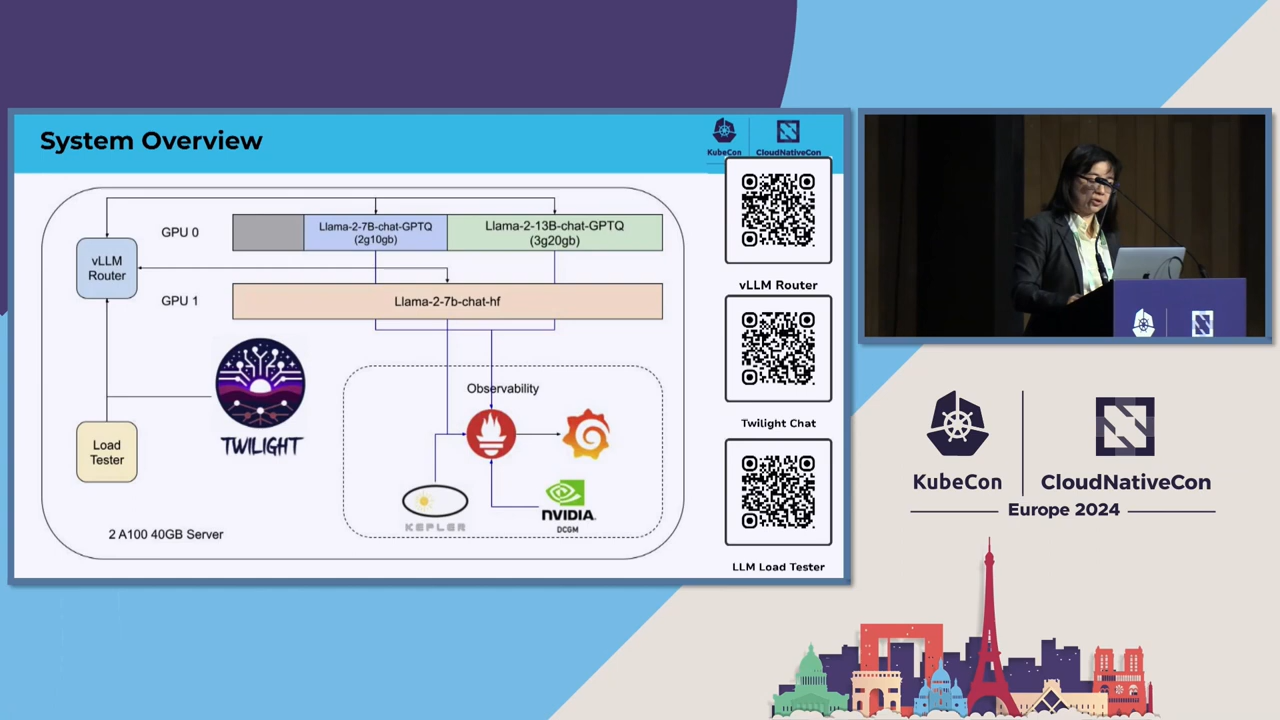 System Overview
KubeCon
CloudNativeCon
GPU 0
Llama-2-7B-chat-GPTQ
(2g10gb)
Llama-2-13B-chat-GPTQ
(3g20gb)
vLLM
Router
GPU 1
Llama-2-7b-chat-hf
TWILIGHT
Load
Tester
Observability
KEPLER
NVIDIA.
DCGM
2 A100 40GB Server
vLLM Router
Twilight Chat
LLM Load Tester
KubeCon
CloudNativeCon
Europe 2024